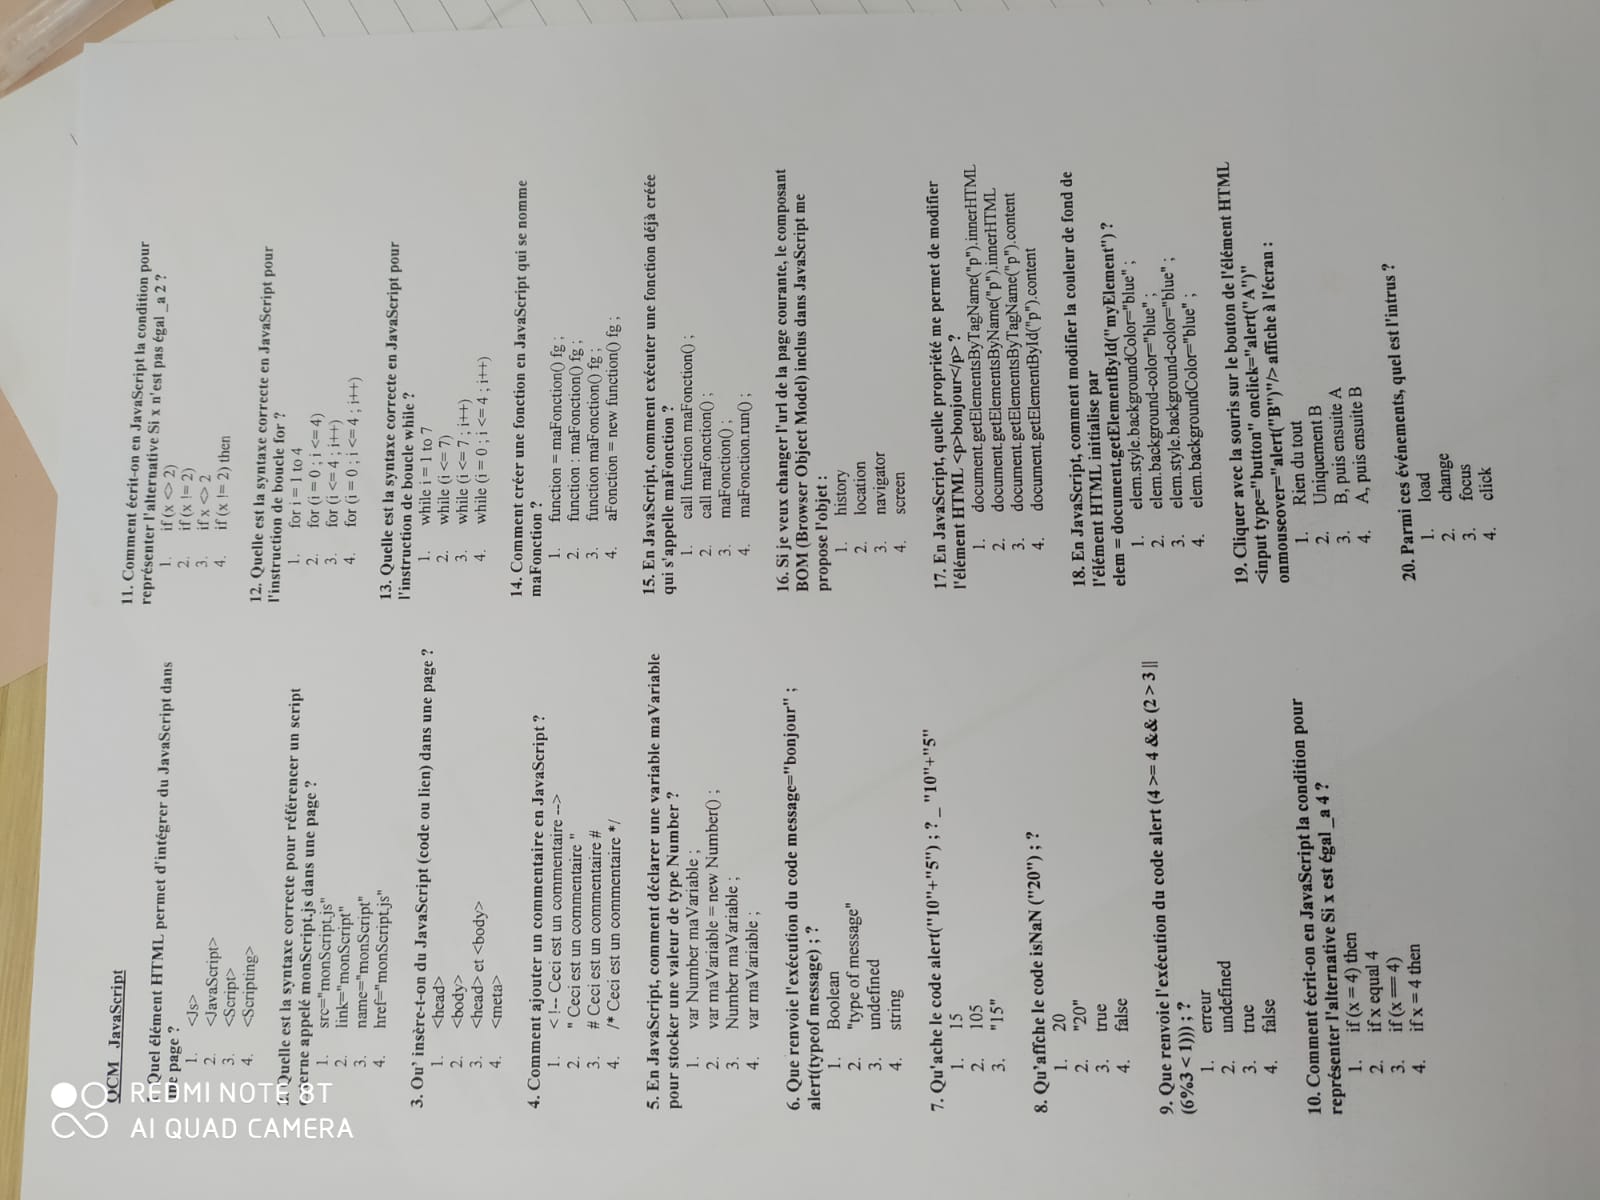 QCM JavaScript
Quel élément HTML permet d'intégrer du JavaScript dans
une page ?
1. <Js>
2. <JavaScript>
3. <Script>
4. <Scripting>
2. Quelle est la syntaxe correcte pour référencer un script
externe appelé monScript.js dans une page ?
1. src="monScript.js"
2. link="monScript"
3. name="monScript"
4. href="monScript.js"
3. Ou' insère-t-on du JavaScript (code ou lien) dans une page ?
1. <head>
2. <body>
3. <head> et <body>
4. <meta>
4. Comment ajouter un commentaire en JavaScript ?
1. < !-- Ceci est un commentaire -->
2. " Ceci est un commentaire "
3. # Ceci est un commentaire #
4. /* Ceci est un commentaire */
5. En JavaScript, comment déclarer une variable maVariable
pour stocker une valeur de type Number ?
1. var Number maVariable ;
2. var maVariable = new Number() ;
3. Number maVariable ;
4. var maVariable ;
6. Que renvoie l'exécution du code message="bonjour" ;
alert(typeof message) ; ?
1. Boolean
2. "type of message"
3. undefined
4. string
7. Qu'ache le code alert("10"+"5") ; ? _ "10"+"5"
1. 15
2. 105
3. "15"
8. Qu'affche le code isNaN ("20") ; ?
1. 20
2. "20"
3. true
4. false
9. Que renvoie l'exécution du code alert (4 >= 4 && (2 > 3 ||
(6%3 < 1))) ; ?
1. erreur
2. undefined
3. true
4. false
10. Comment écrit-on en JavaScript la condition pour
représenter l'alternative Si x est égal _a 4 ?
1. if (x = 4) then
2. if x equal 4
3. if (x == 4)
4. if x = 4 then
11. Comment écrit-on en JavaScript la condition pour
représenter l'alternative Si x n'est pas égal _a 2 ?
1. if (x <> 2)
2. if (x != 2)
3. if x <> 2
4. if (x != 2) then
12. Quelle est la syntaxe correcte en JavaScript pour
l'instruction de boucle for ?
1. for i = 1 to 4
2. for (i = 0 ; i <= 4)
3. for (i <= 4 ; i++)
4. for (i = 0 ; i <= 4 ; i++)
13. Quelle est la syntaxe correcte en JavaScript pour
l'instruction de boucle while ?
1. while i = 1 to 7
2. while (i <= 7)
3. while (i <= 7 ; i++)
4. while (i = 0 ; i <= 4 ; i++)
14. Comment créer une fonction en JavaScript qui se nomme
maFonction ?
1. function = maFonction() fg ;
2. function : maFonction() fg ;
3. function maFonction() fg ;
4. aFonction = new function() fg ;
15. En JavaScript, comment exécuter une fonction déjà créée
qui s'appelle maFonction ?
1. call function maFonction() ;
2. call maFonction() ;
3. maFonction() ;
4. maFonction.run() ;
16. Si je veux changer l'url de la page courante, le composant
BOM (Browser Object Model) inclus dans JavaScript me
propose l'objet :
1. history
2. location
3. navigator
4. screen
17. En JavaScript, quelle propriété me permet de modifier
l'élément HTML <p>bonjour</p> ?
1. document.getElementsByTagName("p").innerHTML
2. document.getElementsByName("p").innerHTML
3. document.getElementsByTagName("p").content
4. document.getElementById("p").content
18. En JavaScript, comment modifier la couleur de fond de
l'élément HTML initialise par
elem = document.getElementById("myElement") ?
1. elem.style.backgroundColor="blue" ;
2. elem.background-color="blue" ;
3. elem.style.background-color="blue" ;
4. elem.backgroundColor="blue" ;
19. Cliquer avec la souris sur le bouton de l'élément HTML
<input type="button" onclick="alert("A")"
onmouseover="alert("B")"/> affiche à l'écran :
1. Rien du tout
2. Uniquement B
3. B, puis ensuite A
4. A, puis ensuite B
20. Parmi ces événements, quel est l'intrus ?
1. load
2. change
3. focus
4. click
REDMI NOTE 8T
AI QUAD CAMERA